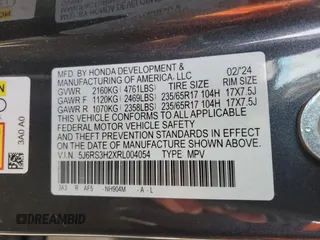 MFD. BY HONDA DEVELOPMENT & MANUFACTURING OF AMERICA, LLC 02/'24
GVWR 2160KG ( 4761LBS) TIRE SIZE RIM SIZE
GAWR F 1120KG ( 2469LBS) 235/65R17 104H 17X7.5J
GAWR R 1070KG ( 2358LBS) 235/65R17 104H 17X7.5J
THIS VEHICLE CONFORMS TO ALL APPLICABLE
FEDERAL MOTOR VEHICLE SAFETY, BUMPER,
AND THEFT PREVENTION STANDARDS IN EFFECT
ON THE DATE OF MANUFACTURE SHOWN ABOVE.
V.I.N. 5J6RS3H2XRL004054 TYPE MPV
3A3 R AF5 NH904M -A-L
3A0 A0
DREAMBID